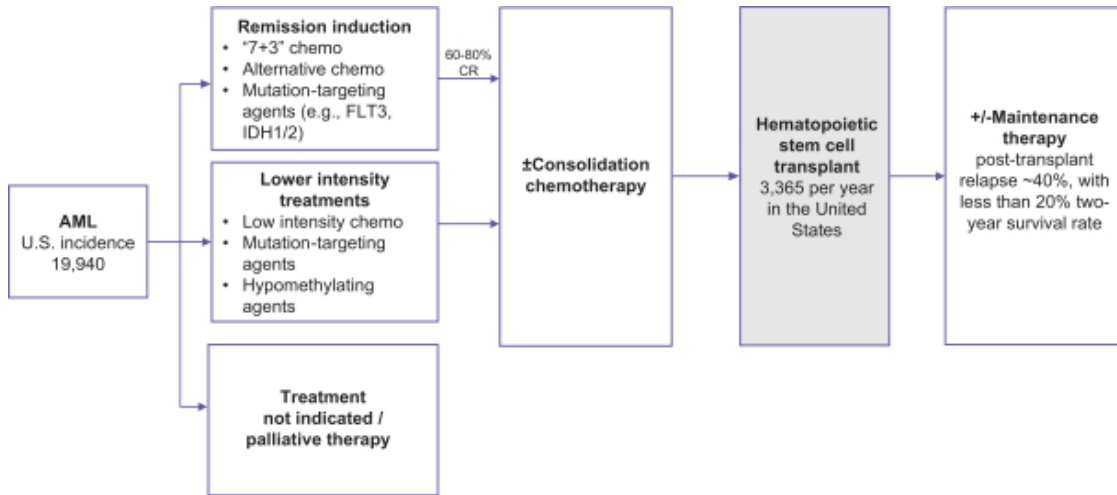 AML
U.S. incidence
19,940
Remission induction
• “7+3” chemo
• Alternative chemo
• Mutation-targeting
agents (e.g., FLT3,
IDH1/2)
60-80%
CR
Lower intensity
treatments
• Low intensity chemo
• Mutation-targeting
agents
• Hypomethylating
agents
Treatment
not indicated /
palliative therapy
±Consolidation
chemotherapy
Hematopoietic
stem cell
transplant
3,365 per year
in the United
States
+/-Maintenance
therapy
post-transplant
relapse ~40%, with
less than 20% two-
year survival rate